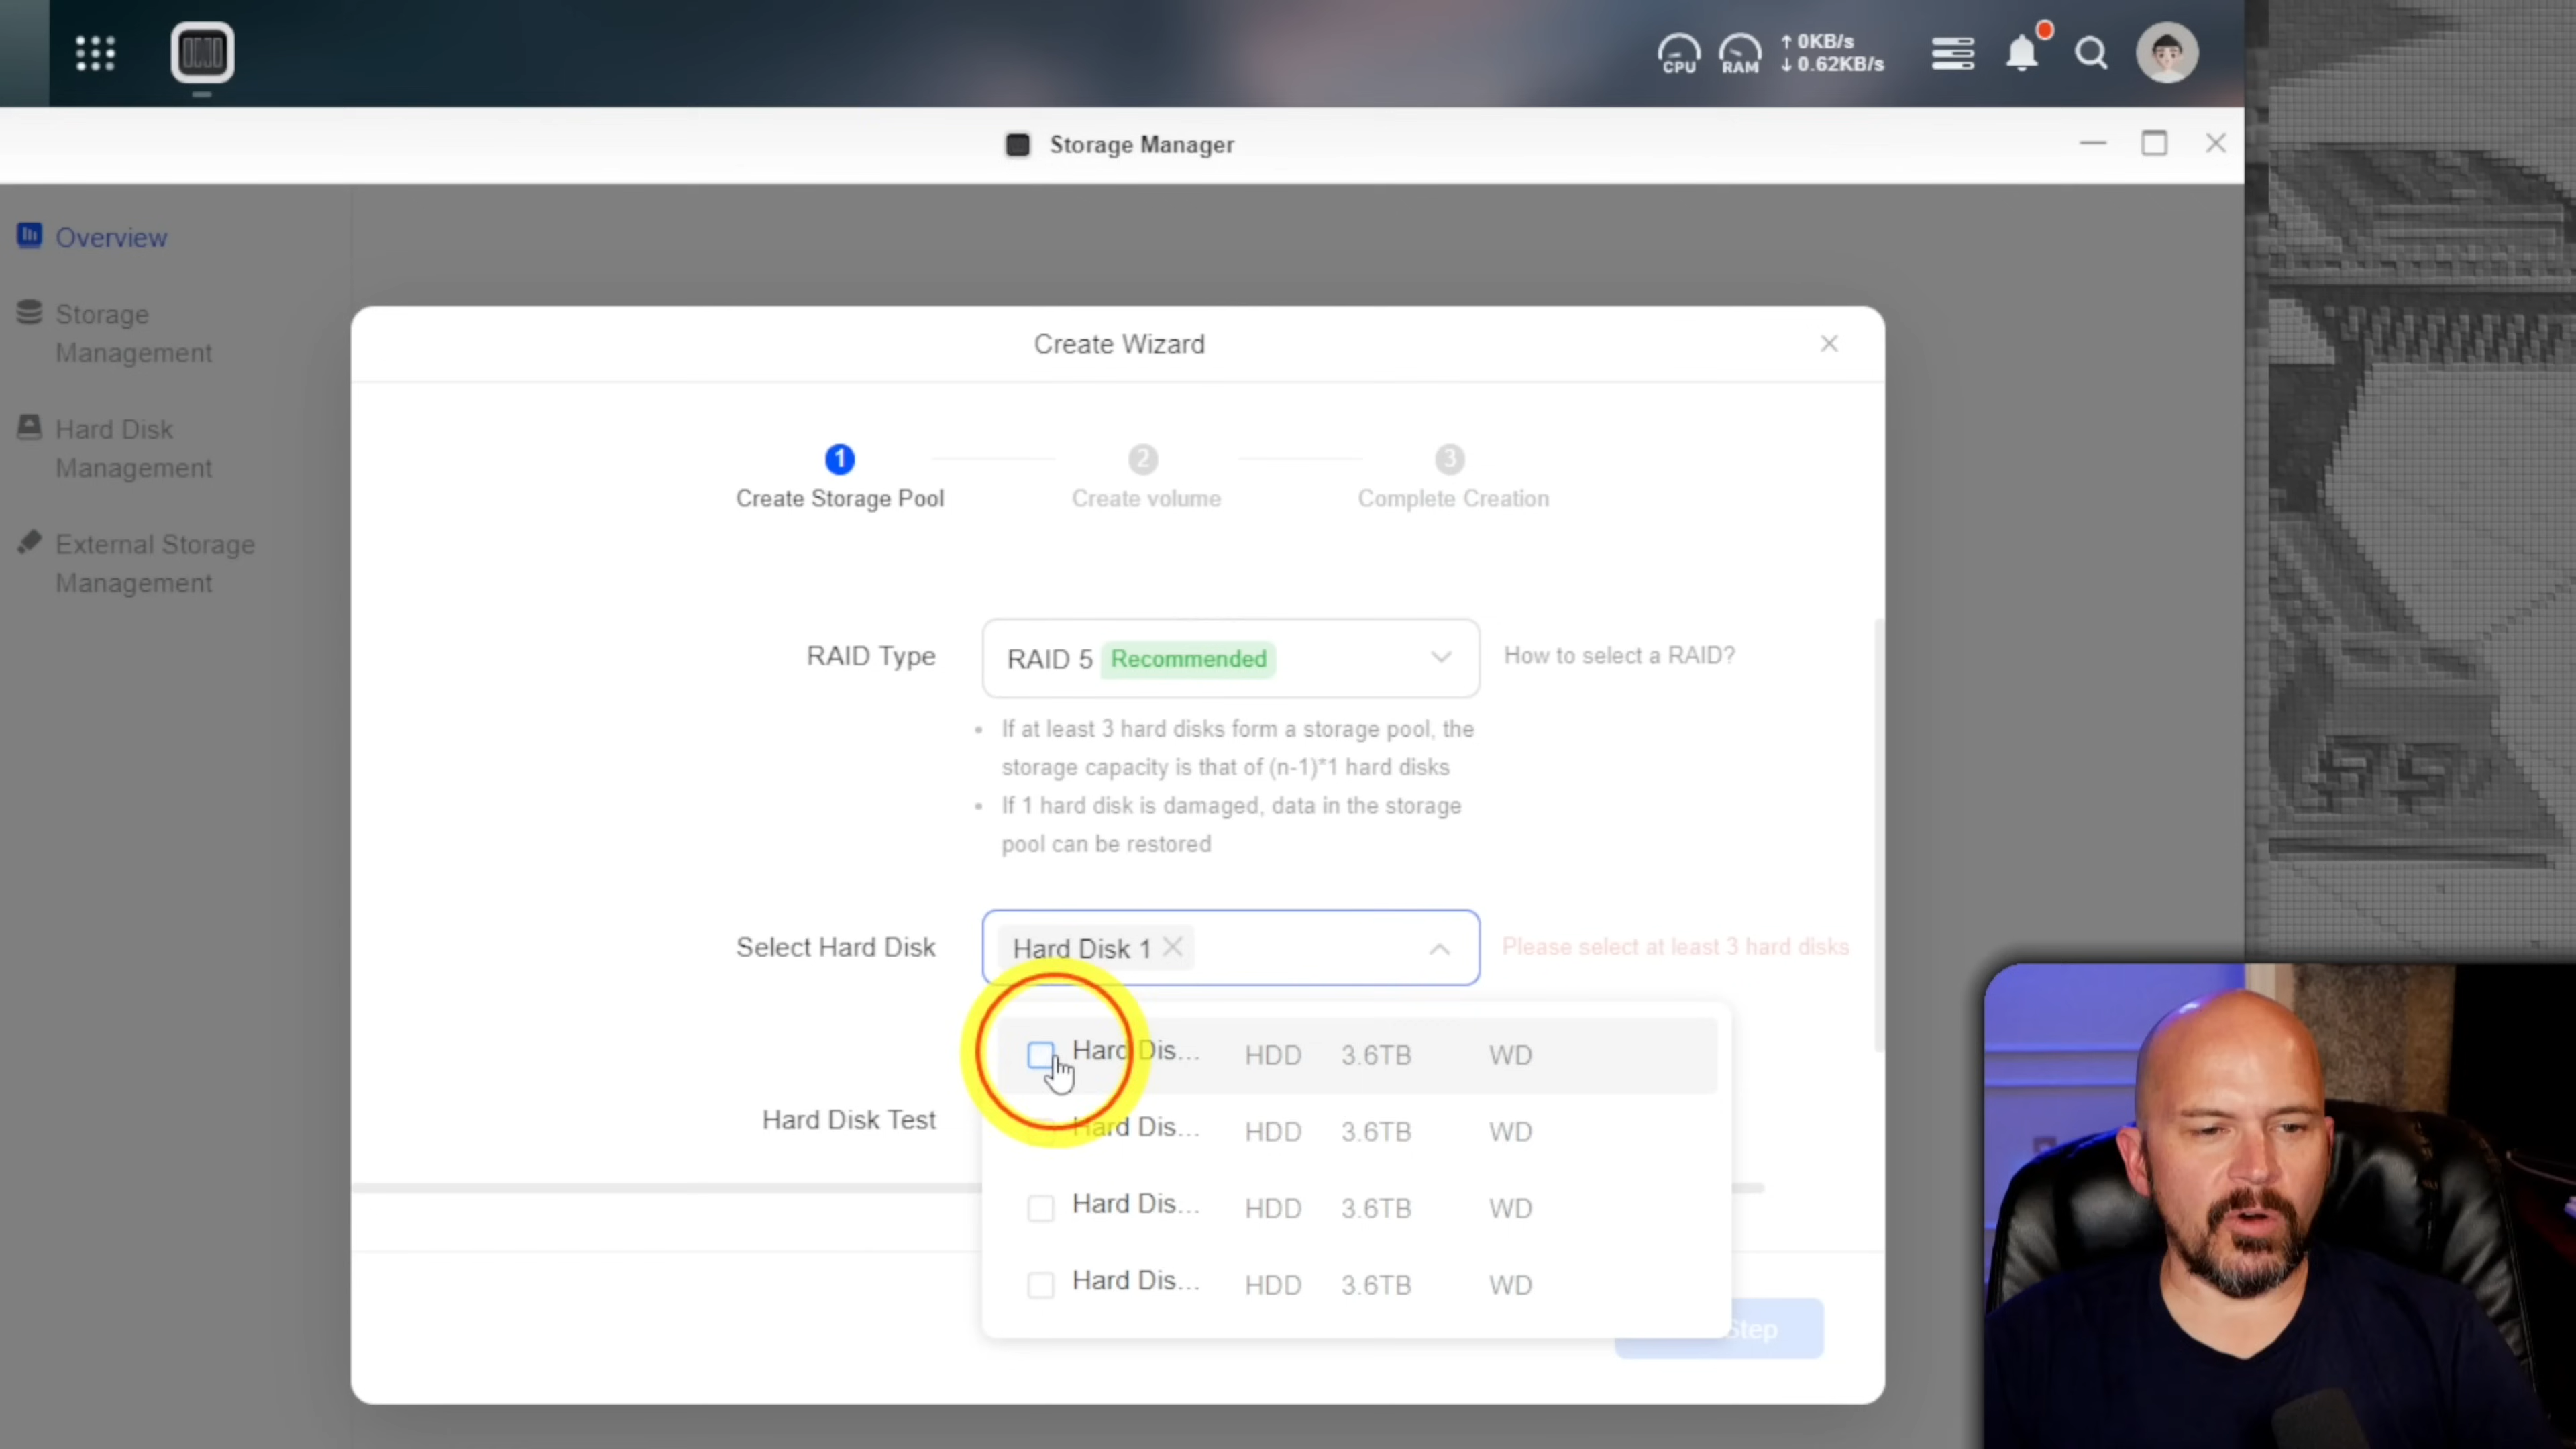 CPU
RAM
↑ 0KB/s
↓ 0.62KB/s
Storage Manager
Overview
Storage
Management
Hard Disk
Management
External Storage
Management
Create Wizard
1
2
3
Create Storage Pool
Create volume
Complete Creation
RAID Type
RAID 5 Recommended
How to select a RAID?
• If at least 3 hard disks form a storage pool, the
storage capacity is that of (n-1)*1 hard disks
• If 1 hard disk is damaged, data in the storage
pool can be restored
Select Hard Disk
Hard Disk 1
Please select at least 3 hard disks
Hard Dis... HDD 3.6TB WD
Hard Disk Test
Hard Dis... HDD 3.6TB WD
Hard Dis... HDD 3.6TB WD
Hard Dis... HDD 3.6TB WD
Step